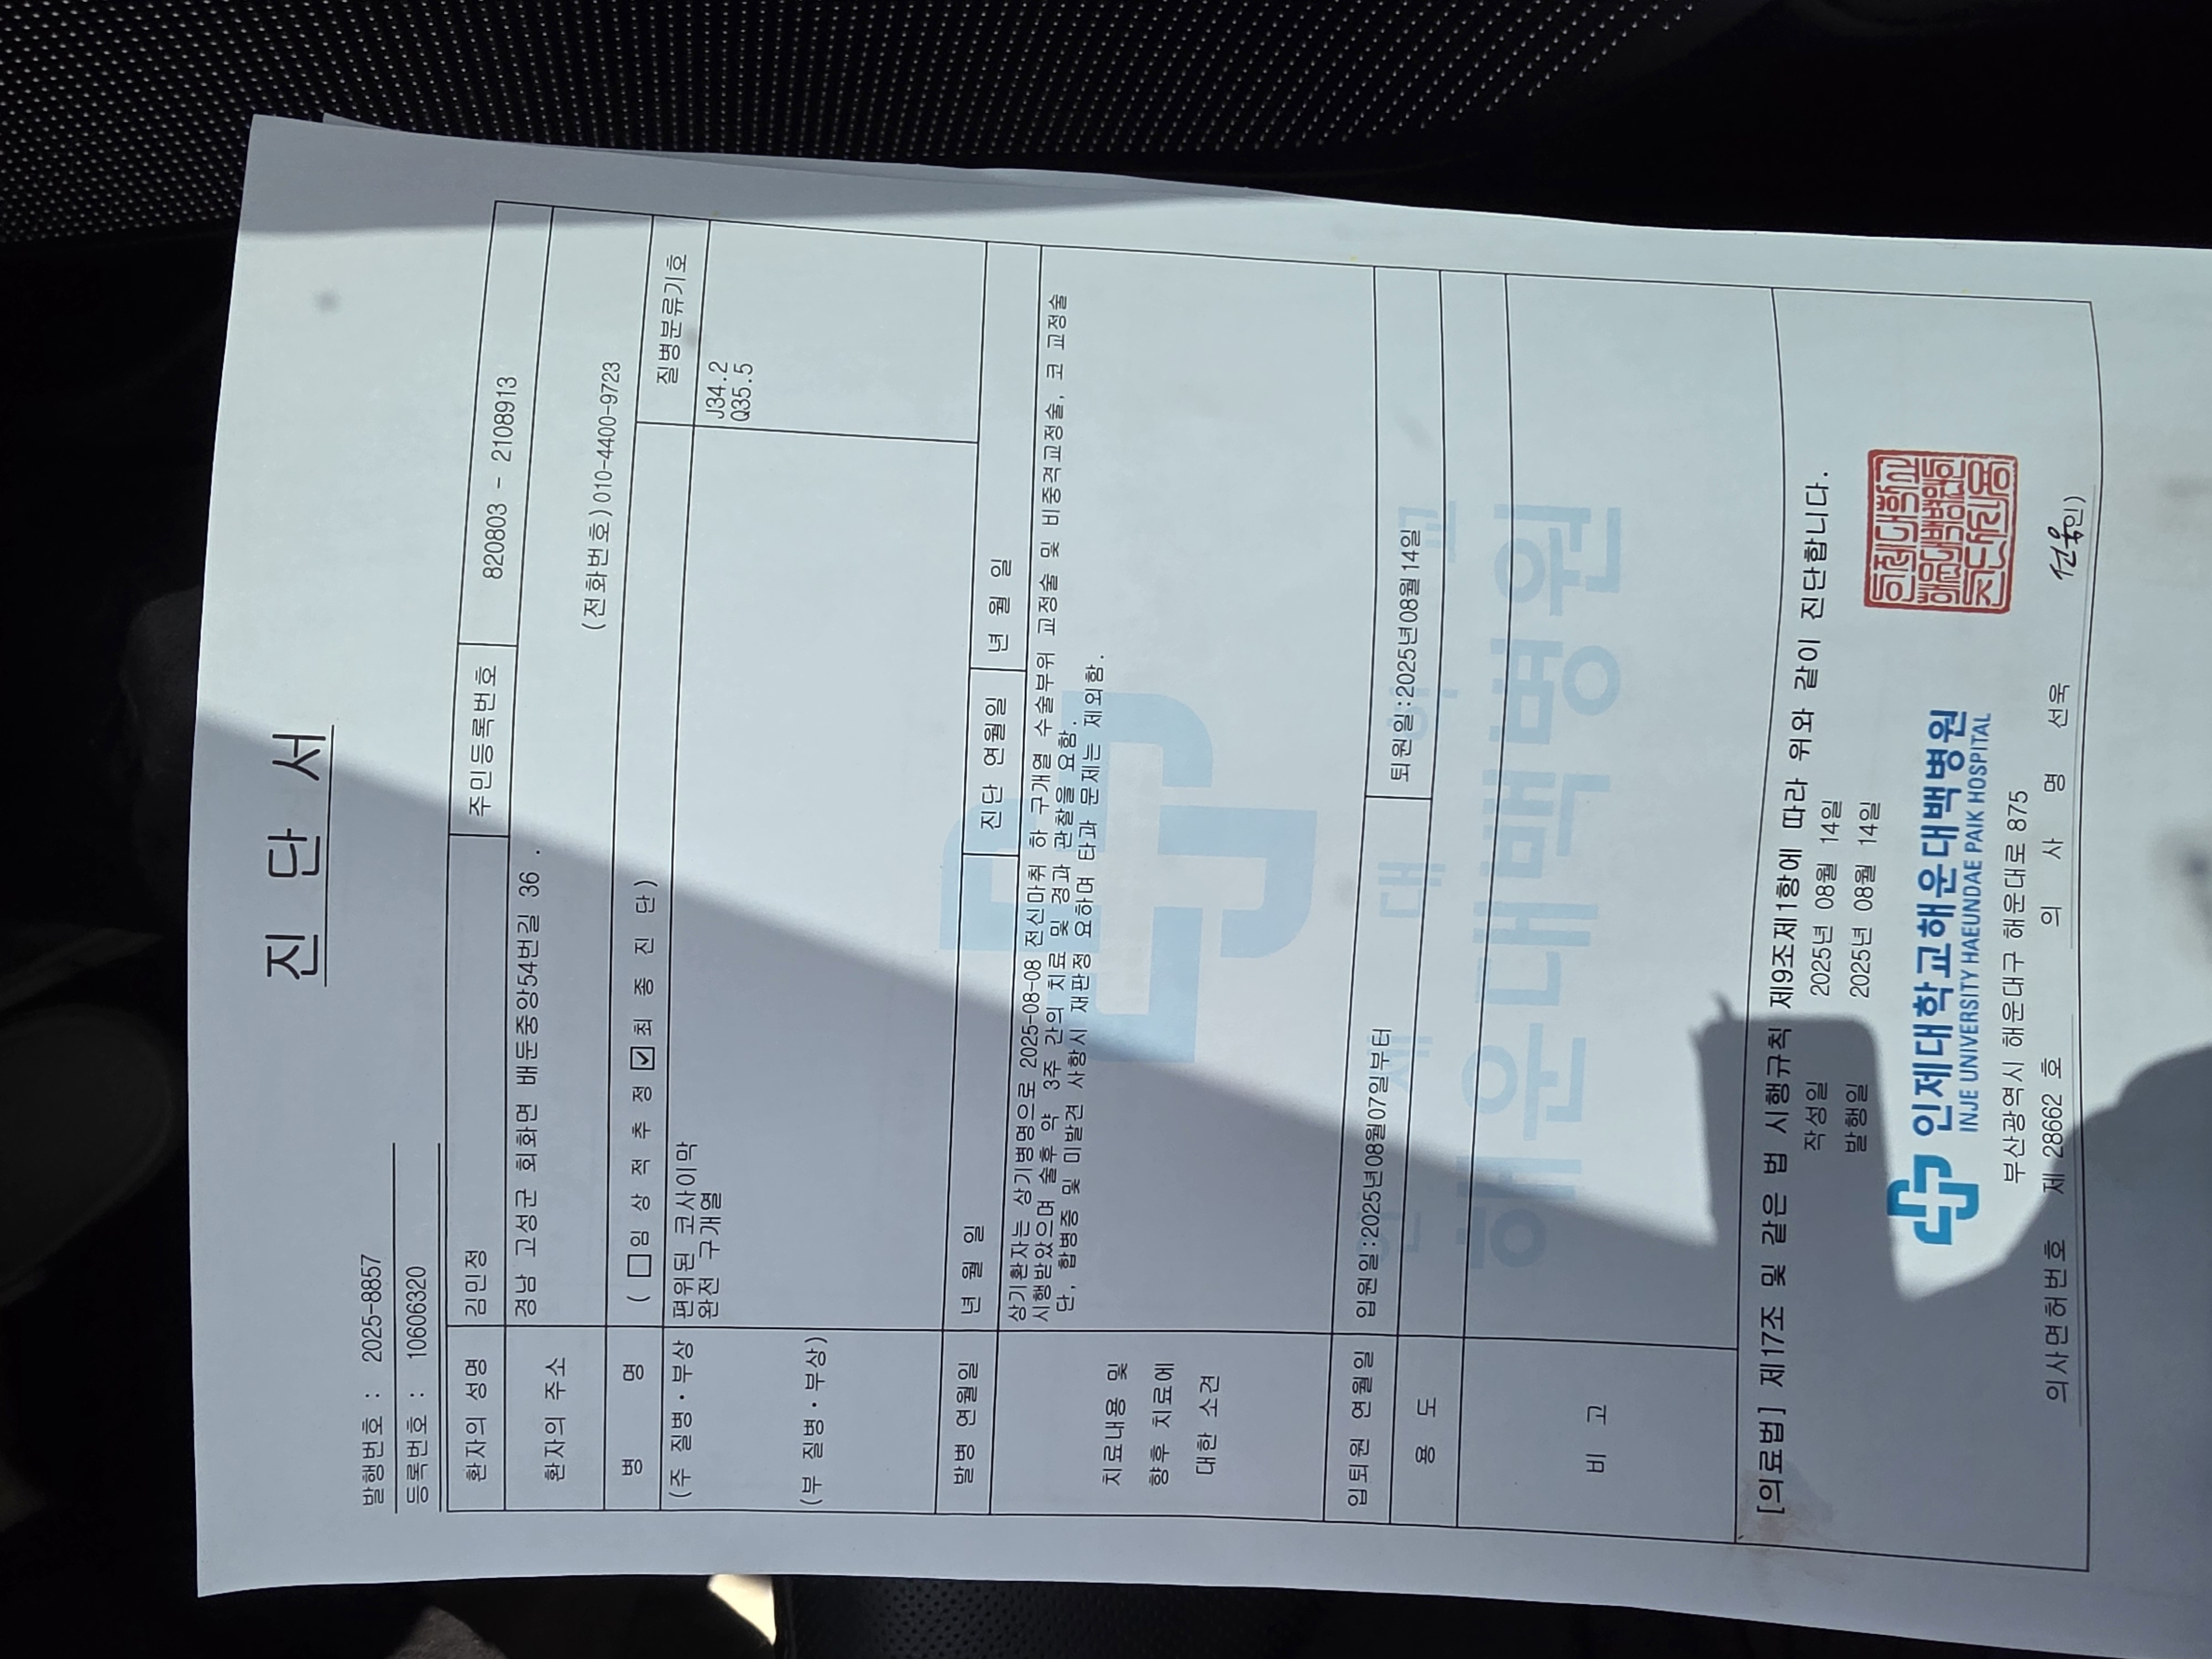 진 단 서
발행번호 : 2025-8857
등록번호 : 10606320
환자의 성명 김민정 주민등록번호 820803 - 2108913
환자의 주소 경남 고성군 회화면 배둔중앙54번길 36 .
(전화번호)010-4400-9723
병 명 ( □임 상 적 추 정 ☑최 종 진 단) 질병분류기호
(주 질병·부상 편위된 코사이막 J34.2
완전 구개열 Q35.5
(부 질병·부상)
발병 연월일 년 월 일 진단 연월일 년 월 일
치료내용 및
향후 치료에
대한 소견
상기환자는 상기병명으로 2025-08-08 전신마취 하 구개열 수술부위 교정술 및 비중격교정술, 코 교정술
시행받았으며 술후 약 3주 간의 치료 및 경과 관찰을 요함.
단, 합병증 및 미발견 사항시 재판정 요하며 타과 문제는 제외함.
입퇴원 연월일 입원일:2025년08월07일부터 퇴원일:2025년08월14일
용 도
비 고
인 제 대 학 교
해운대백병원
[의료법] 제17조 및 같은 법 시행규칙 제9조제1항에 따라 위와 같이 진단합니다.
작성일 2025년 08월 14일
발행일 2025년 08월 14일
인제대학교해운대백병원
INJE UNIVERSITY HAEUNDAE PAIK HOSPITAL
부산광역시 해운대구 해운대로 875
의사면허번호 제 28662 호 의 사 명 선욱 선욱인)